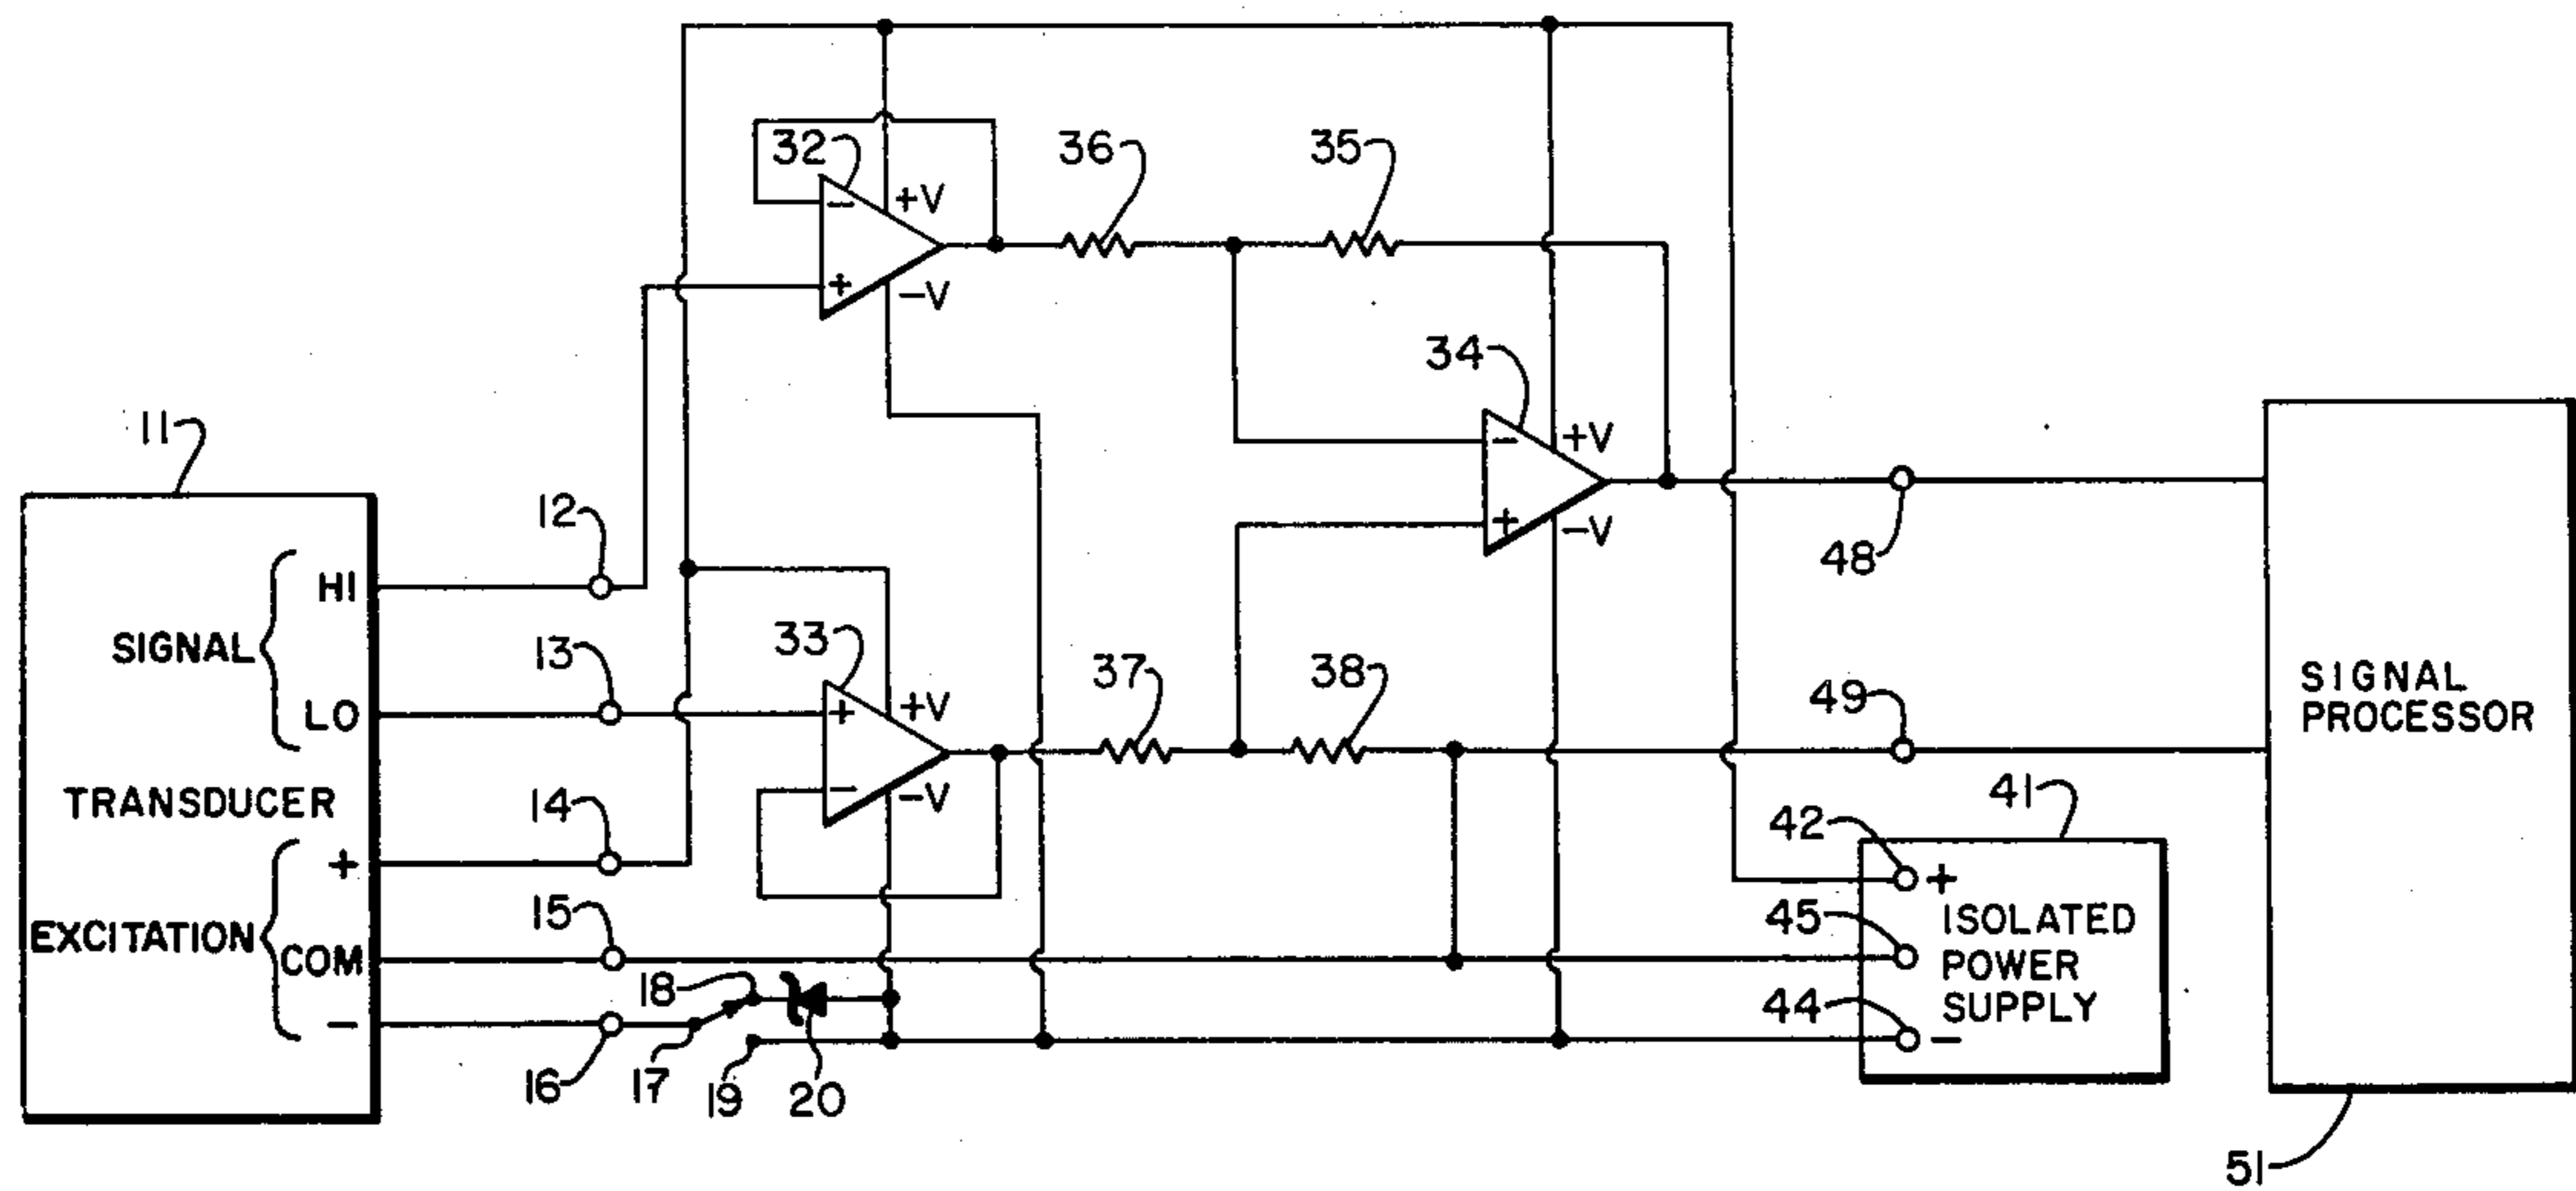 32
+V
−
+
−V
36
35
34
+V
−
+
−V
11
12
HI
SIGNAL
13
LO
33
+V
+
−
−V
37
38
48
49
SIGNAL
PROCESSOR
TRANSDUCER
14
+
EXCITATION
15
COM
−
16
17
18
19
20
41
42
+
45
ISOLATED
POWER
SUPPLY
44
−
51